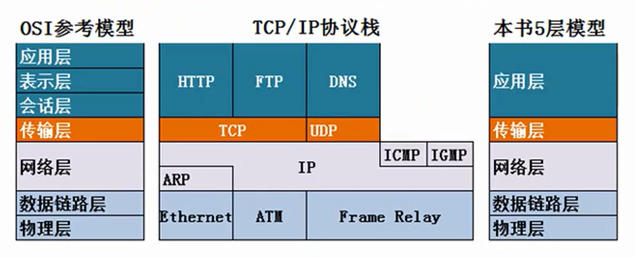 OSI参考模型
TCP/IP协议栈
本书5层模型
应用层
表示层
会话层
传输层
网络层
数据链路层
物理层
HTTP
FTP
DNS
TCP
UDP
ICMP
IGMP
IP
ARP
Ethernet
ATM
Frame Relay
应用层
传输层
网络层
数据链路层
物理层